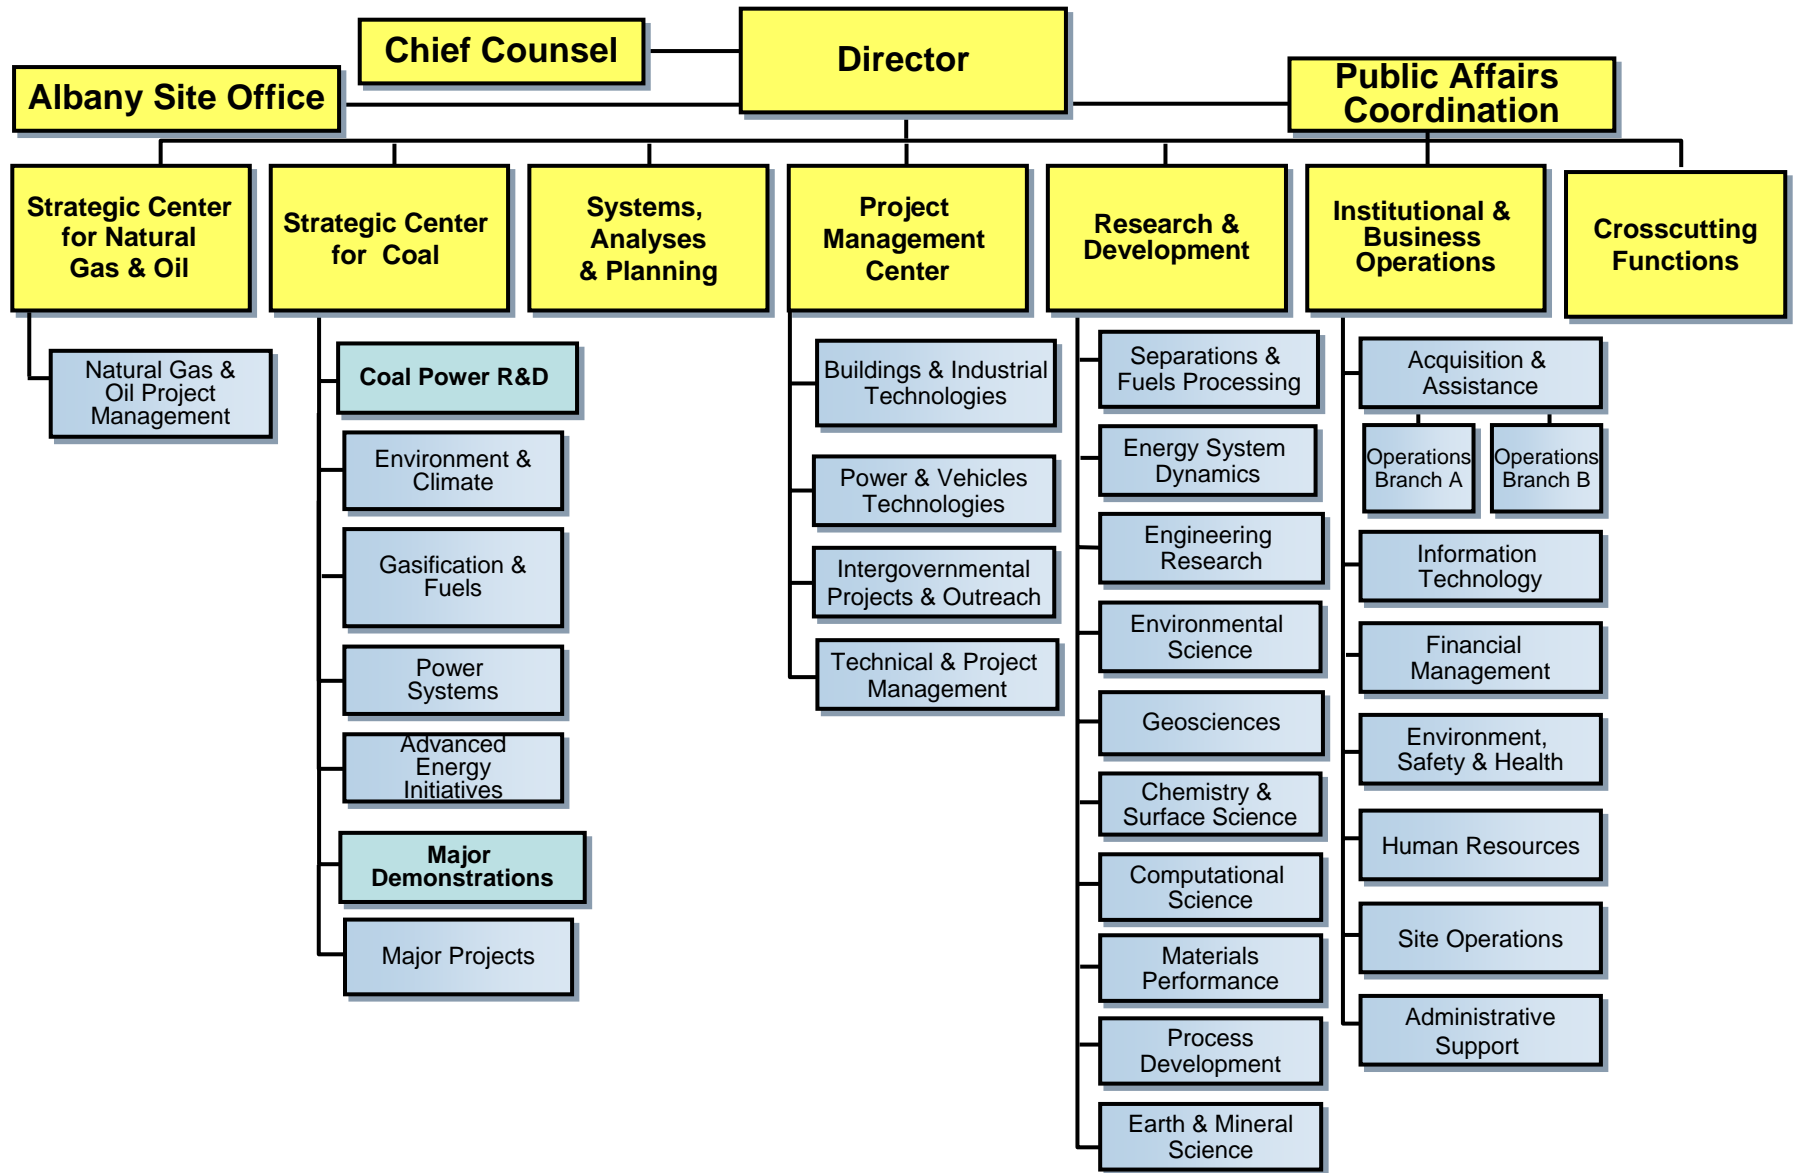 Chief Counsel
Director
Albany Site Office
Public Affairs
Coordination
Strategic Center
for Natural
Gas & Oil
Strategic Center
for Coal
Systems,
Analyses
& Planning
Project
Management
Center
Research &
Development
Institutional &
Business
Operations
Crosscutting
Functions
Natural Gas &
Oil Project
Management
Coal Power R&D
Environment &
Climate
Gasification &
Fuels
Power
Systems
Advanced
Energy
Initiatives
Major
Demonstrations
Major Projects
Buildings & Industrial
Technologies
Power & Vehicles
Technologies
Intergovernmental
Projects & Outreach
Technical & Project
Management
Separations &
Fuels Processing
Energy System
Dynamics
Engineering
Research
Environmental
Science
Geosciences
Chemistry &
Surface Science
Computational
Science
Materials
Performance
Process
Development
Earth & Mineral
Science
Acquisition &
Assistance
Operations
Branch A
Operations
Branch B
Information
Technology
Financial
Management
Environment,
Safety & Health
Human Resources
Site Operations
Administrative
Support